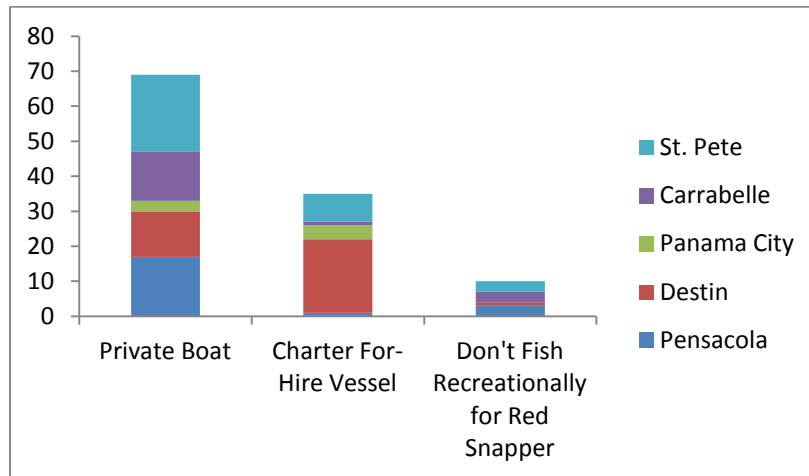 80
70
60
50
40
30
20
10
0
Private Boat
Charter For-
Hire Vessel
Don't Fish
Recreationally
for Red
Snapper
St. Pete
Carrabelle
Panama City
Destin
Pensacola